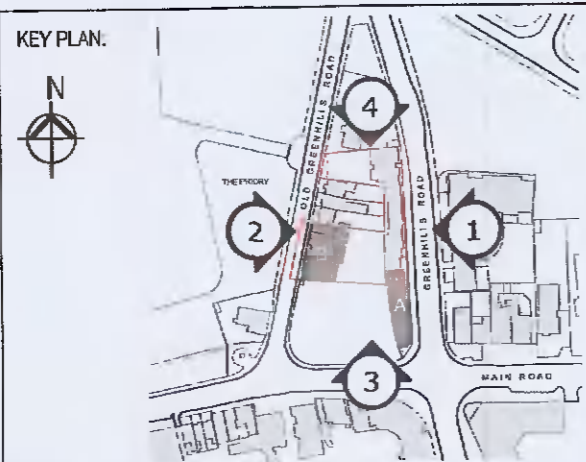 KEY PLAN.
N
OLD GREENHILLS ROAD
4
THE PRIORY
2
1
GREENHILLS ROAD
A
3
MAIN ROAD